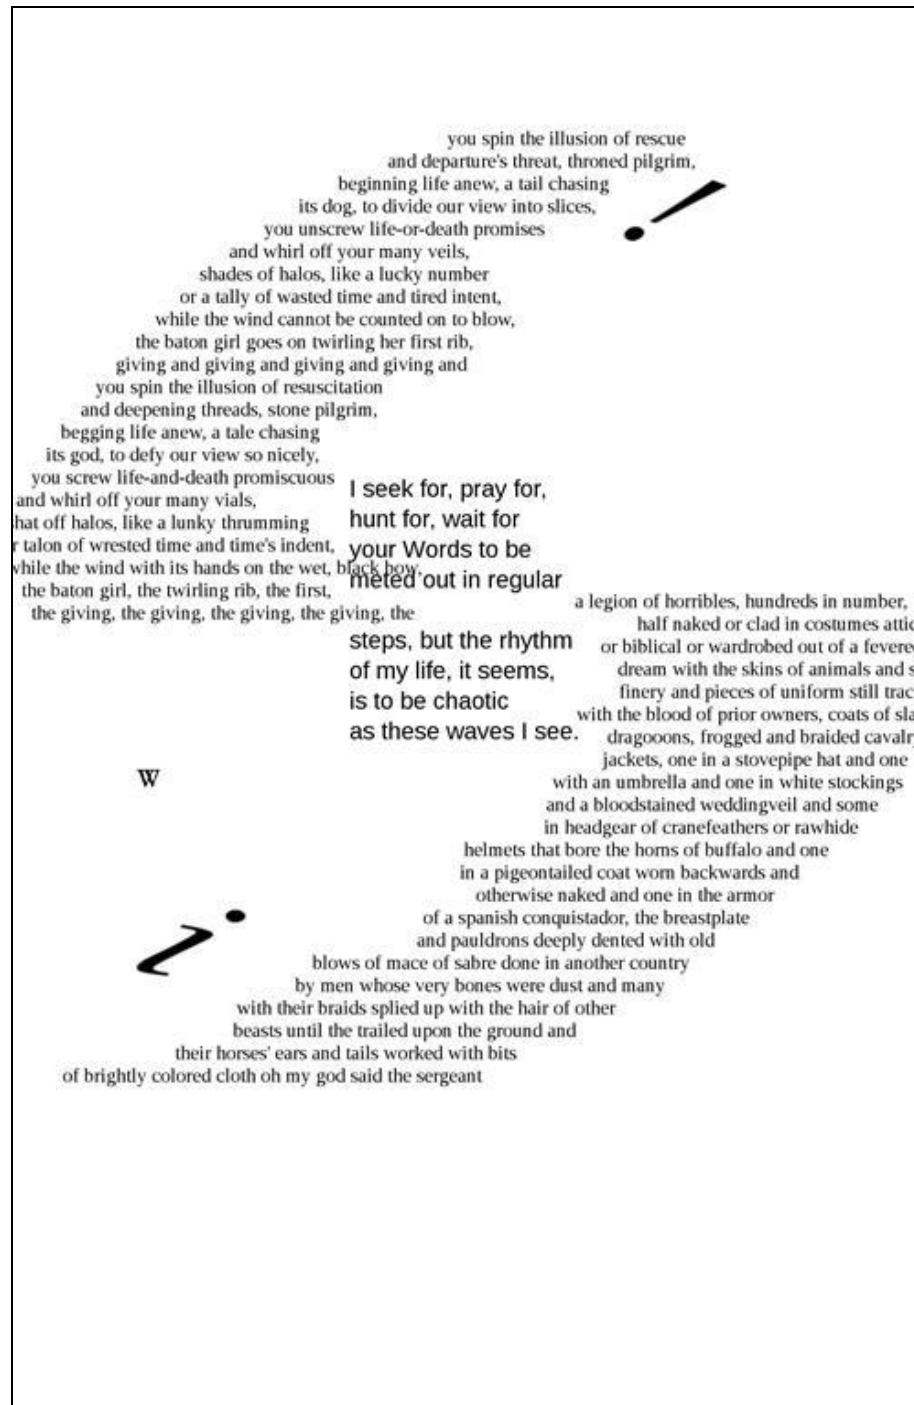 you spin the illusion of rescue
and departure's threat, throned pilgrim,
beginning life anew, a tail chasing
its dog, to divide our view into slices,
you unscrew life-or-death promises
and whirl off your many veils,
shades of halos, like a lucky number
or a tally of wasted time and tired intent,
while the wind cannot be counted on to blow,
the baton girl goes on twirling her first rib,
giving and giving and giving and giving and
you spin the illusion of resuscitation
and deepening threads, stone pilgrim,
begging life anew, a tale chasing
its god, to defy our view so nicely,
you screw life-and-death promiscuous
and whirl off your many vials,
hat off halos, like a lunky thrumming
r talon of wrested time and time's indent,
while the wind with its hands on the wet, black bow,
the baton girl, the twirling rib, the first,
the giving, the giving, the giving, the giving, the
!
I seek for, pray for,
hunt for, wait for
your Words to be
meted out in regular
steps, but the rhythm
of my life, it seems,
is to be chaotic
as these waves I see.
a legion of horribles, hundreds in number,
half naked or clad in costumes attic
or biblical or wardrobed out of a fevered
dream with the skins of animals and s
finery and pieces of uniform still trac
with the blood of prior owners, coats of sla
dragooons, frogged and braided cavalry
jackets, one in a stovepipe hat and one
with an umbrella and one in white stockings
and a bloodstained weddingveil and some
in headgear of cranefeathers or rawhide
helmets that bore the horns of buffalo and one
in a pigeontailed coat worn backwards and
otherwise naked and one in the armor
of a spanish conquistador, the breastplate
and pauldrons deeply dented with old
blows of mace of sabre done in another country
by men whose very bones were dust and many
with their braids splied up with the hair of other
beasts until the trailed upon the ground and
their horses' ears and tails worked with bits
of brightly colored cloth oh my god said the sergeant
W
i